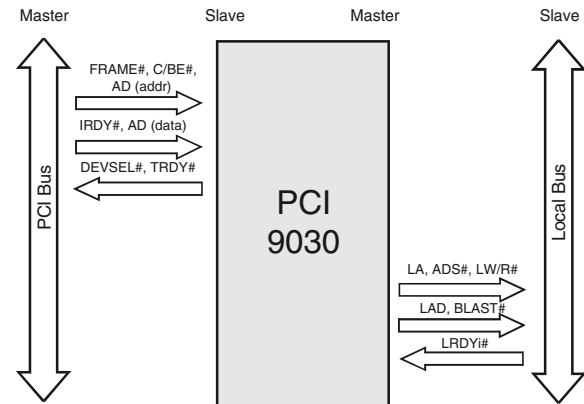 Master
Slave
Master
Slave
FRAME#, C/BE#,
AD (addr)
IRDY#, AD (data)
DEVSEL#, TRDY#
PCI Bus
PCI
9030
LA, ADS#, LW/R#
LAD, BLAST#
LRDYi#
Local Bus